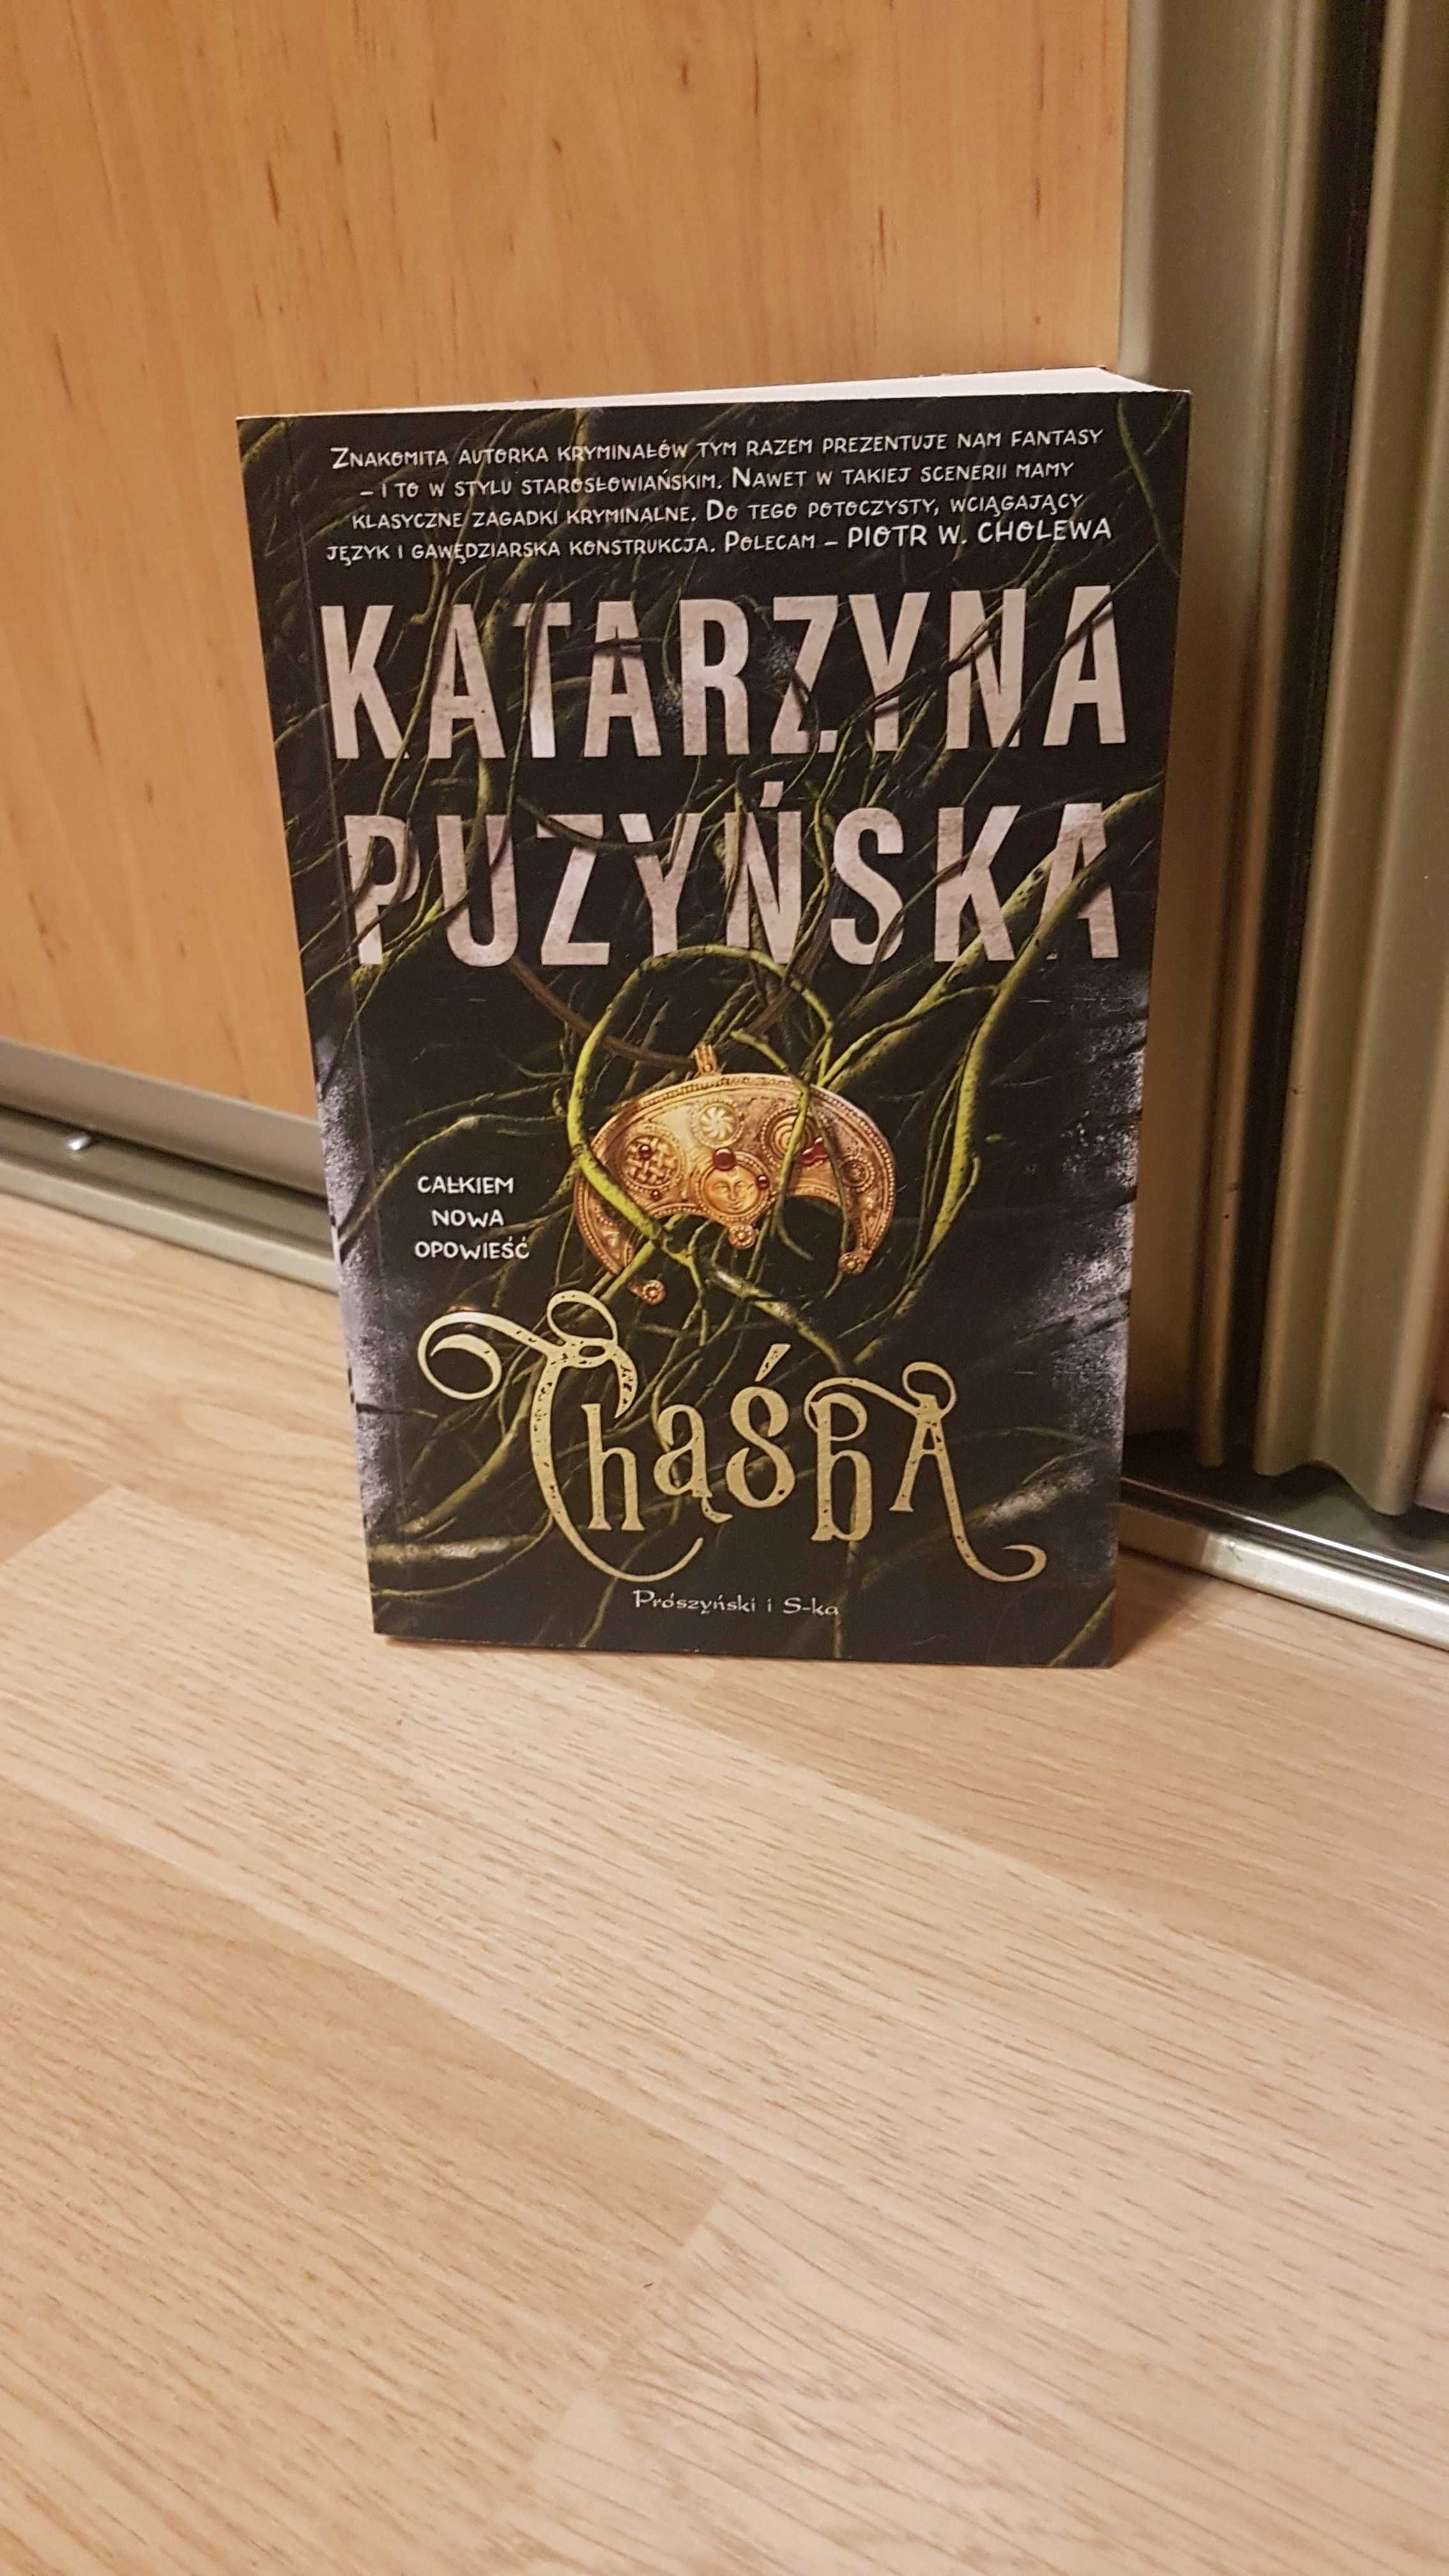 Znakomita autorka kryminałów tym razem prezentuje nam fantasy
– i to w stylu starosłowiańskim. Nawet w takiej scenerii mamy
klasyczne zagadki kryminalne. Do tego potoczysty, wciągający
język i gawędziarska konstrukcja. Polecam – PIOTR W. CHOLEWA
KATARZYNA
PUZYŃSKA
CAŁKIEM
NOWA
OPOWIEŚĆ
Chąśba
Prószyński i S-ka